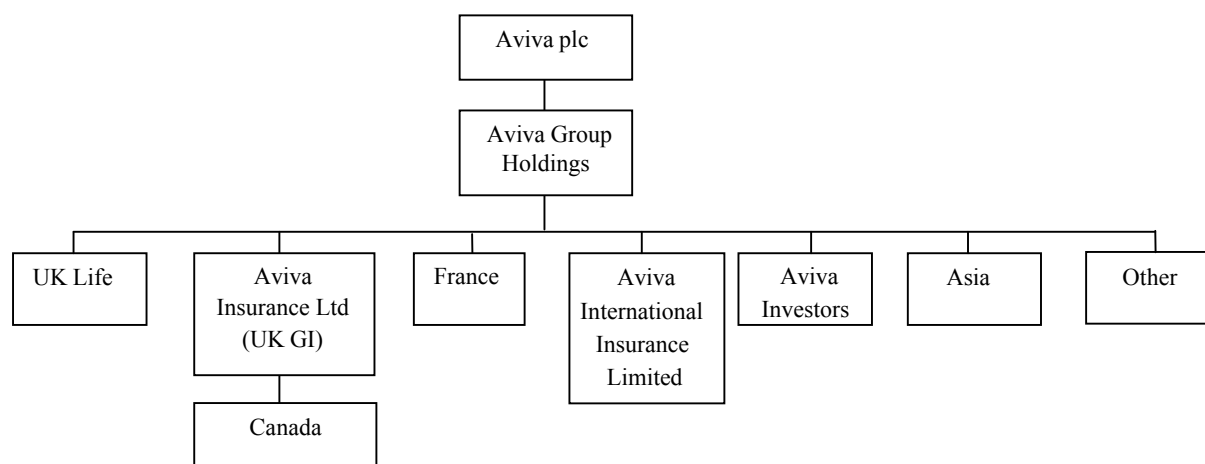 Aviva plc
Aviva Group
Holdings
UK Life
Aviva
Insurance Ltd
(UK GI)
France
Aviva
International
Insurance
Limited
Aviva
Investors
Asia
Other
Canada